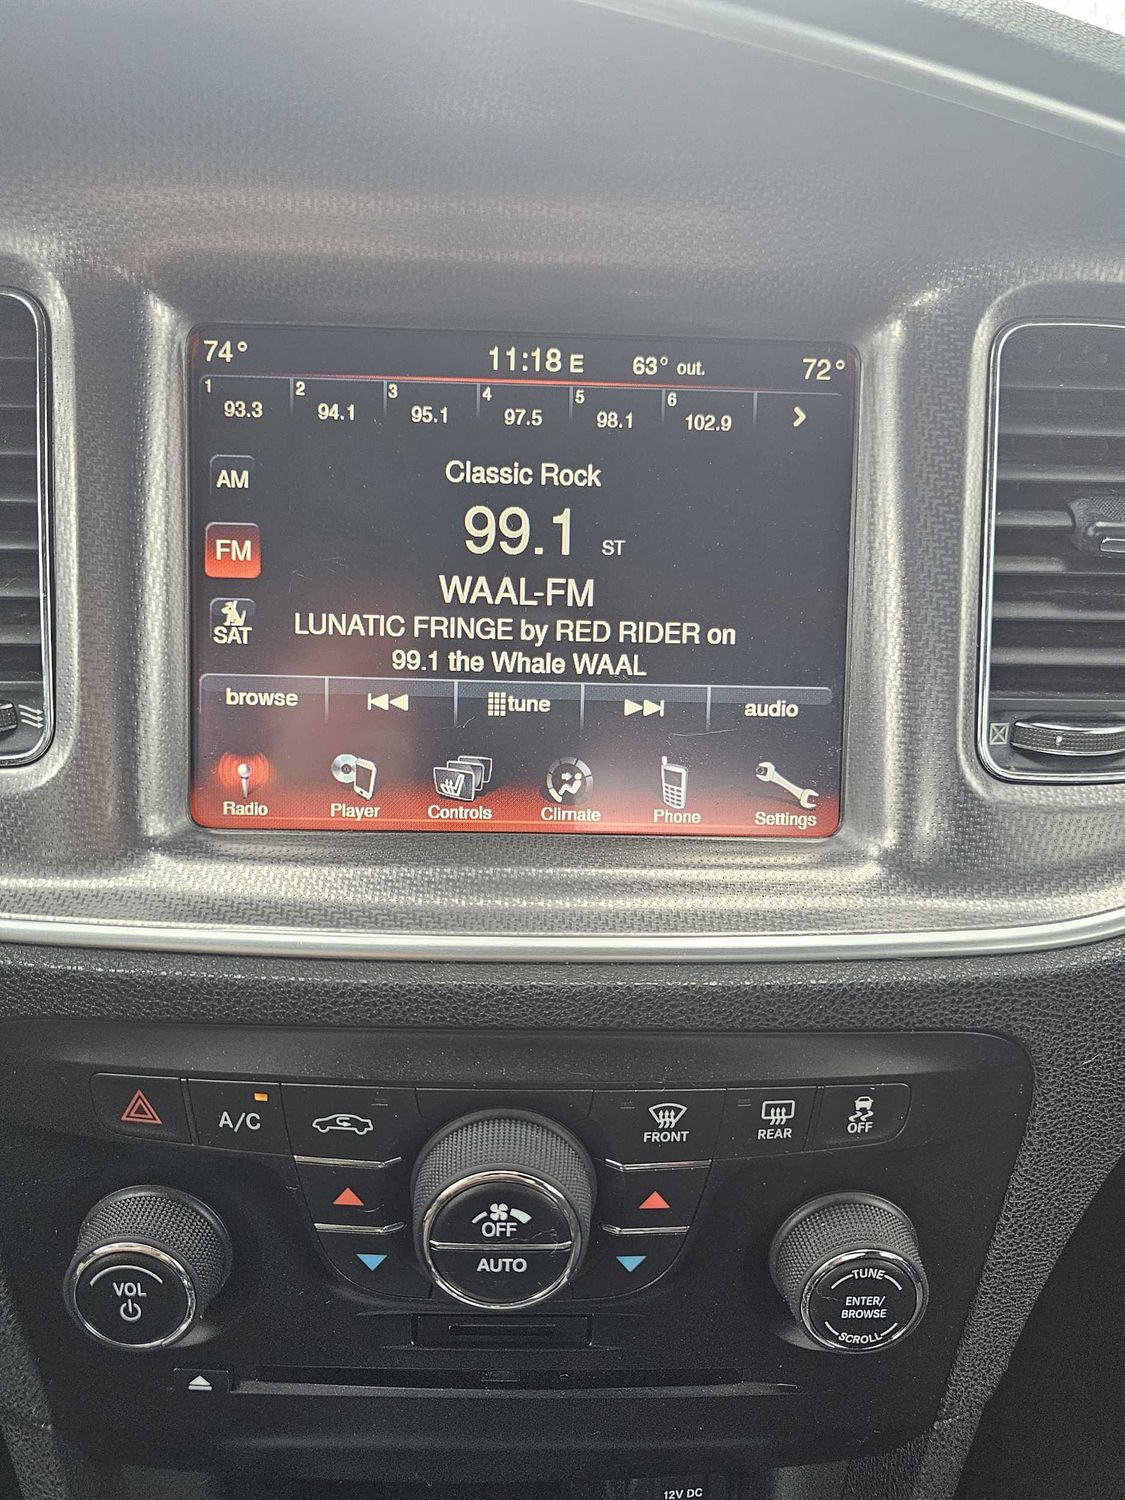 74° 11:18 E 63° out. 72°
1 2 3 4 5 6
93.3 94.1 95.1 97.5 98.1 102.9 >
Classic Rock
AM
99.1 ST
FM
WAAL-FM
LUNATIC FRINGE by RED RIDER on
SAT
99.1 the Whale WAAL
browse tune audio
Radio Player Controls Climate Phone Settings
A/C FRONT REAR OFF
OFF
AUTO
VOL
TUNE
ENTER/
BROWSE
SCROLL
12V DC